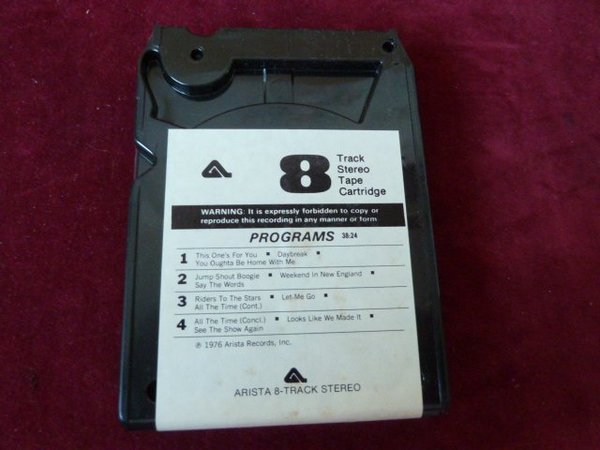 8 Track
Stereo
Tape
Cartridge
WARNING: It is expressly forbidden to copy or
reproduce this recording in any manner or form
PROGRAMS 38:24
1 This One's For You ■ Daybreak ■
You Oughta Be Home With Me
2 Jump Shout Boogie ■ Weekend In New England ■
Say The Words
3 Riders To The Stars ■ Let Me Go ■
All The Time (Cont.)
4 All The Time (Concl.) ■ Looks Like We Made It ■
See The Show Again
℗ 1976 Arista Records, Inc.
ARISTA 8-TRACK STEREO